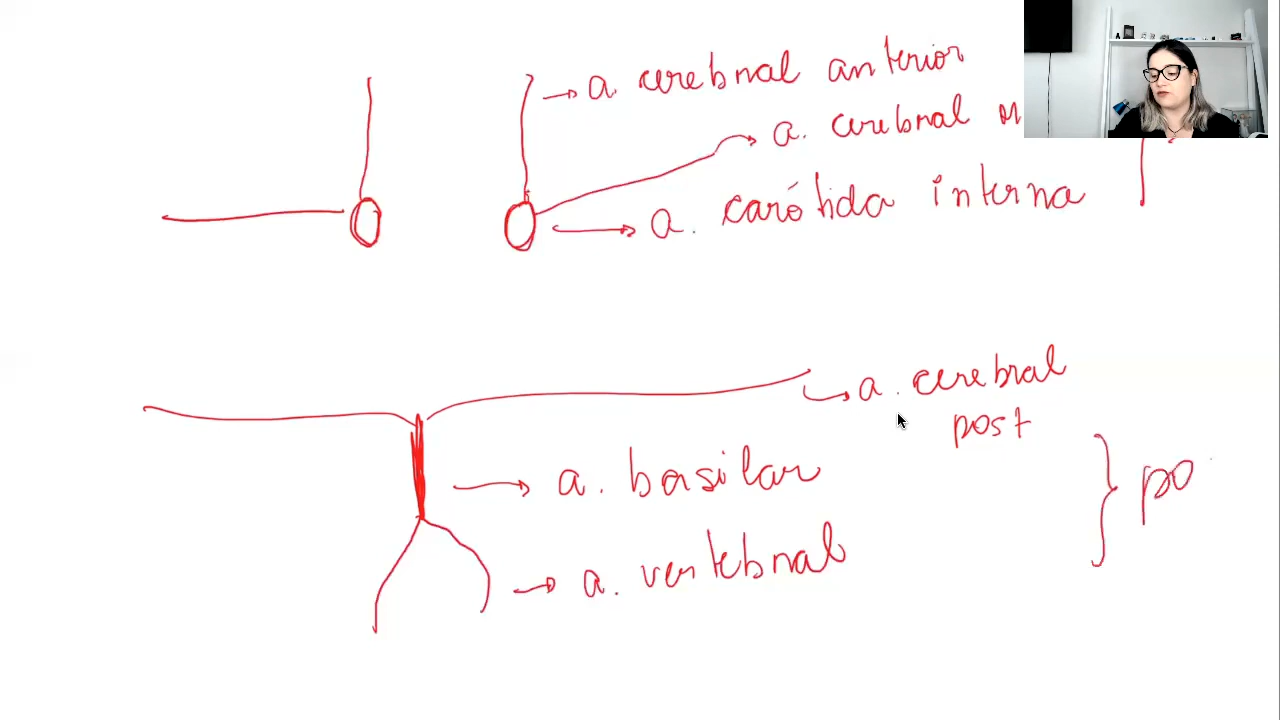 a. cerebral anterior
a. cerebral
a. carótida interna
a. cerebral
post
a. basilar
po
a. vertebral